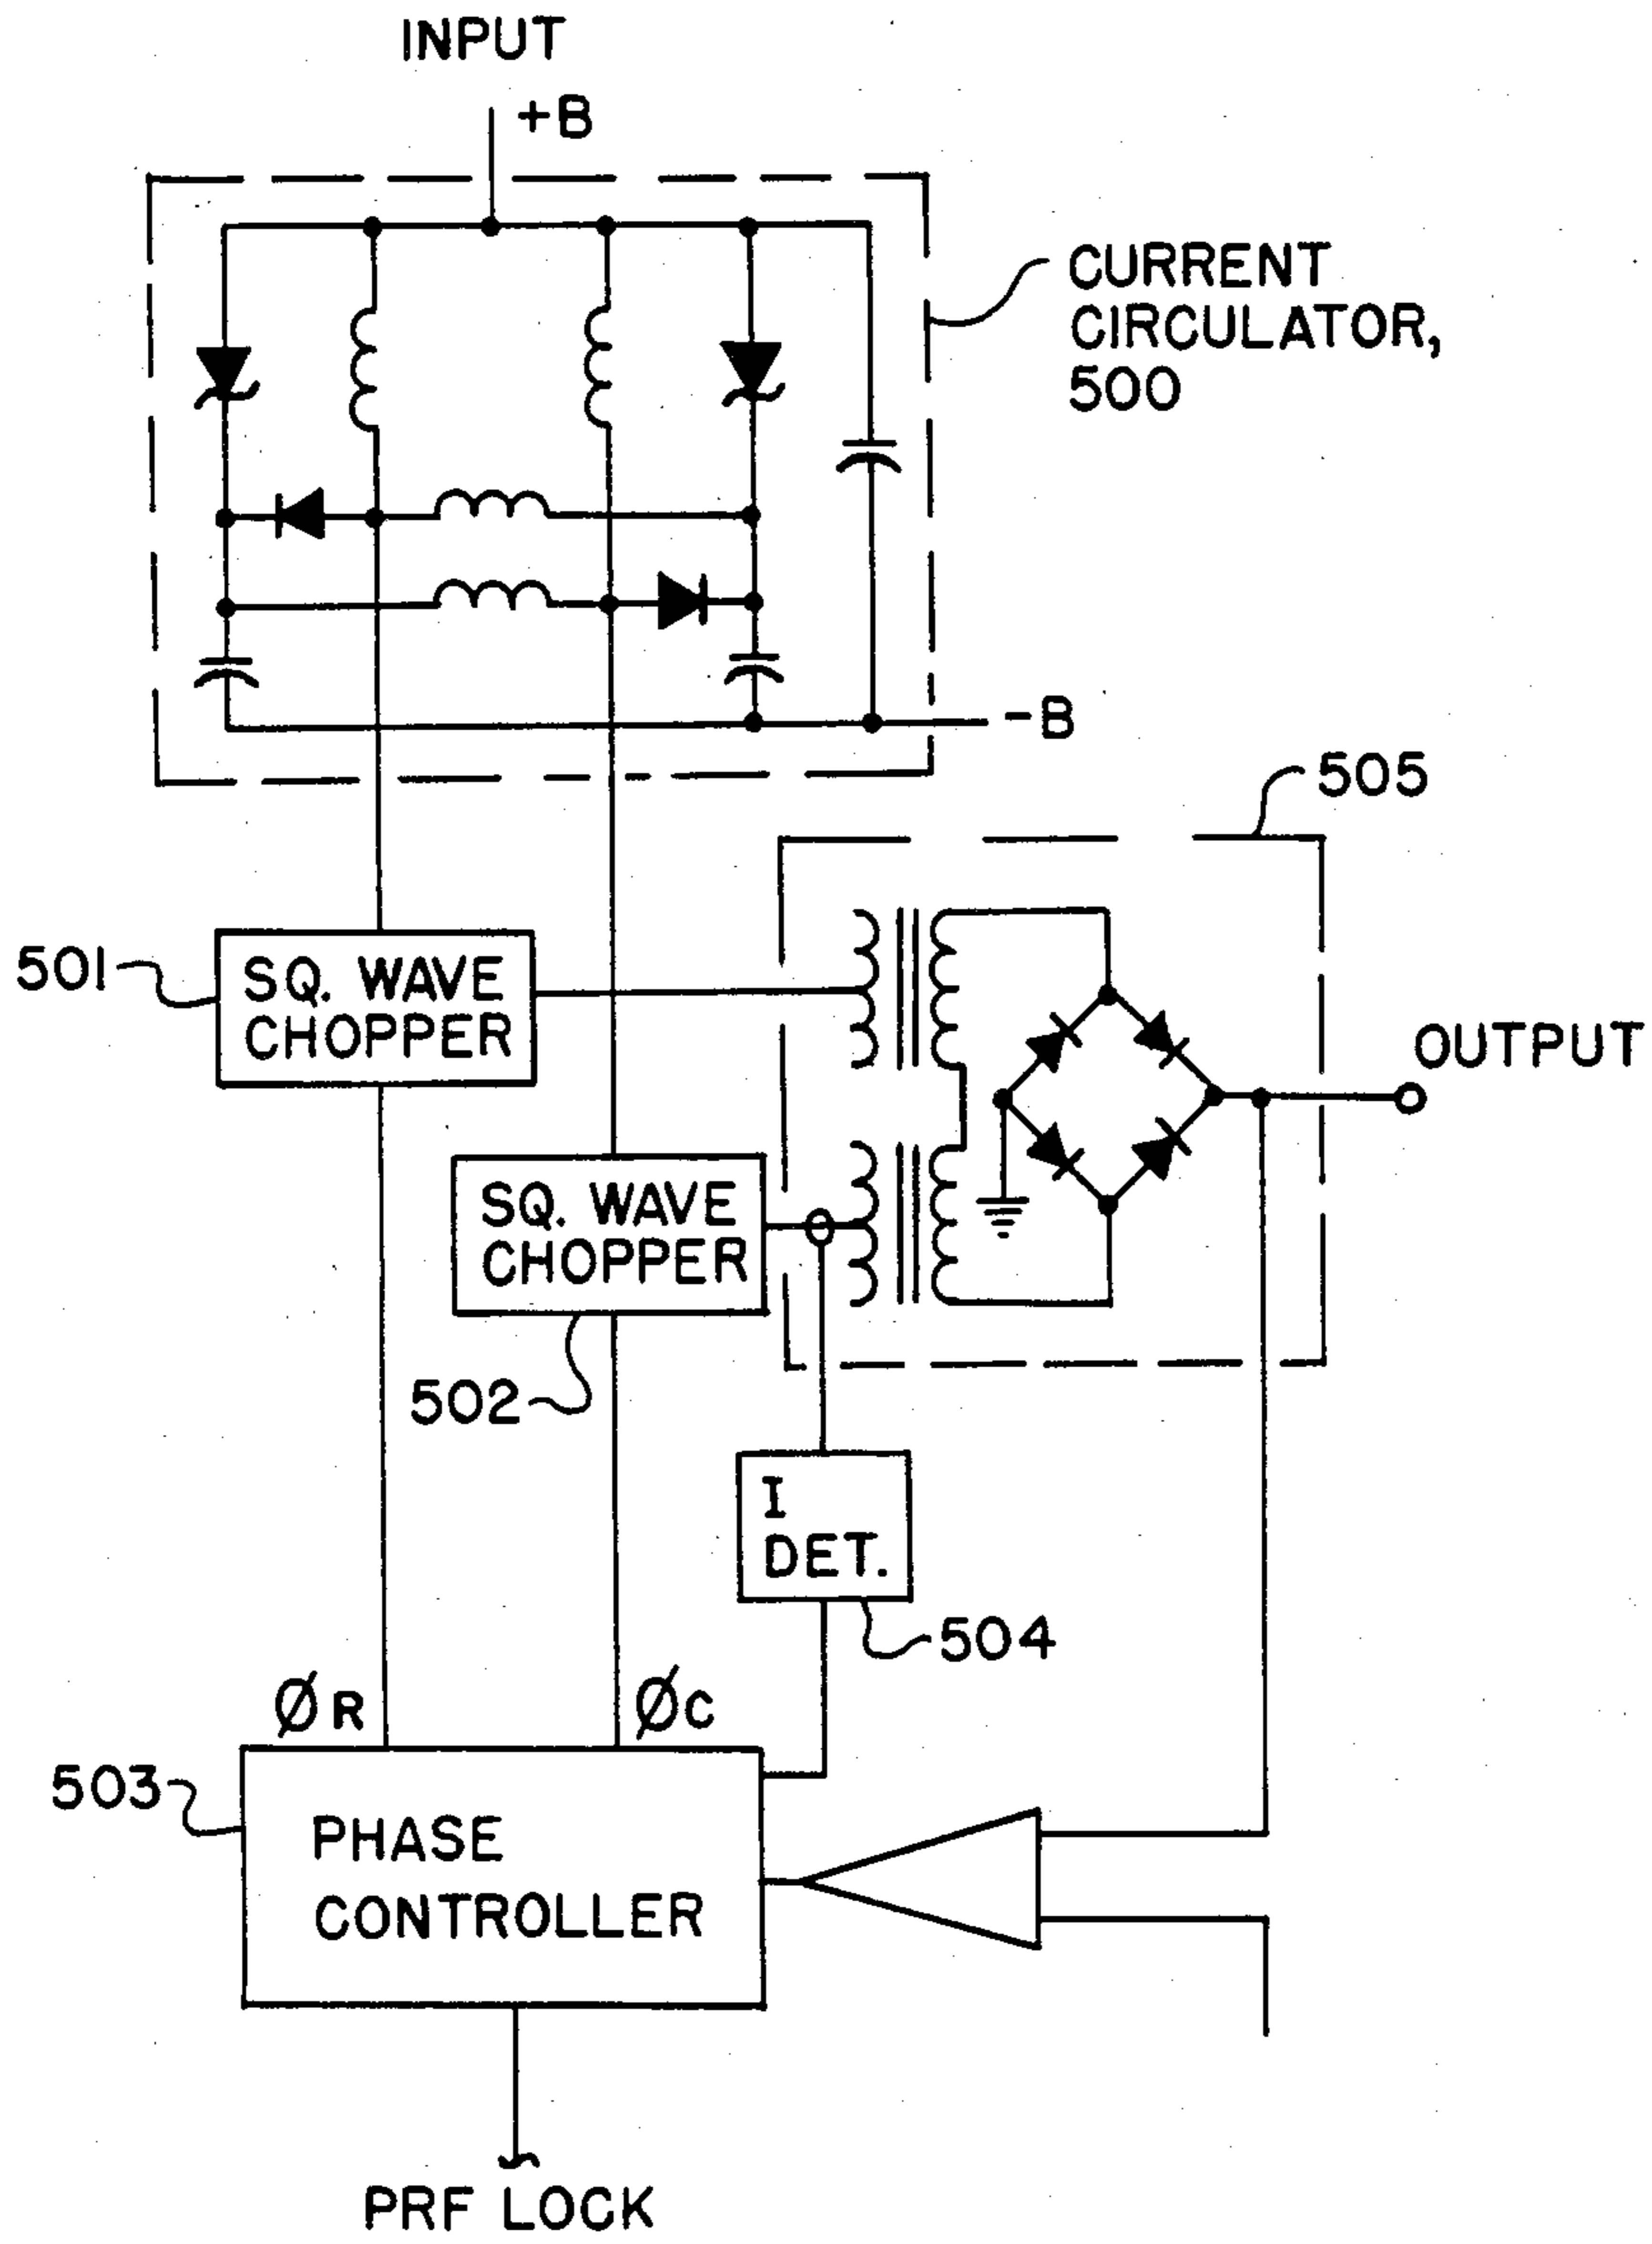 INPUT
+B
CURRENT
CIRCULATOR,
500
-B
505
501
SQ. WAVE
CHOPPER
OUTPUT
SQ. WAVE
CHOPPER
502
I
DET.
504
ØR
ØC
503
PHASE
CONTROLLER
PRF LOCK